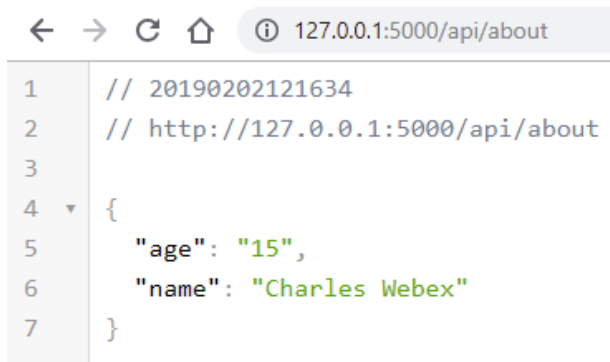 127.0.0.1:5000/api/about
1 // 20190202121634
2 // http://127.0.0.1:5000/api/about
3
4 {
5 "age": "15",
6 "name": "Charles Webex"
7 }